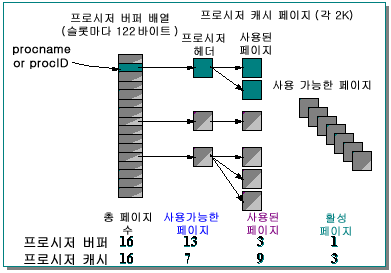 프로시저 버퍼 배열
(슬롯마다 122바이트)
프로시저 캐시 페이지(각 2K)
프로시저
헤더
사용된
페이지
procname
or procID
사용 가능한 페이지
총 페이지
수
사용가능한
페이지
사용된
페이지
활성
페이지
프로시저 버퍼 16 13 3 1
프로시저 캐시 16 7 9 3